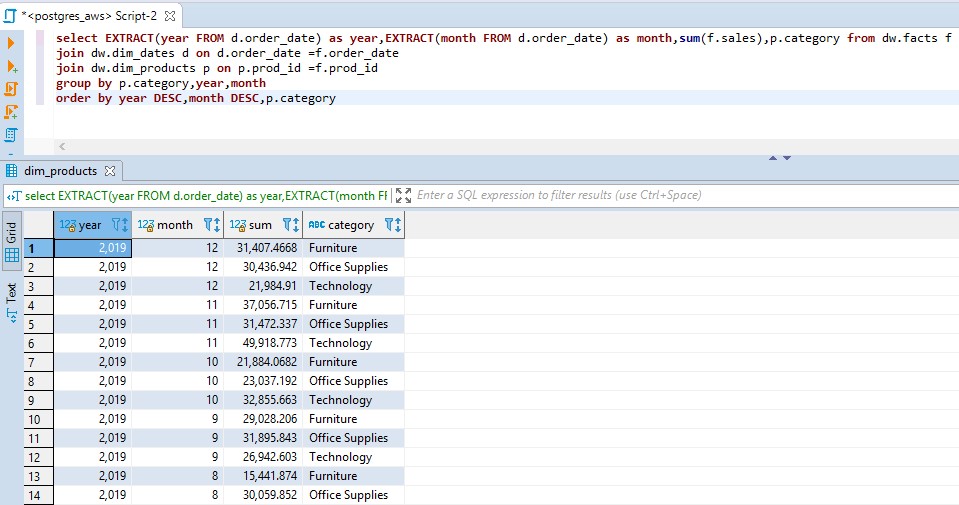 *<postgres_aws> Script-2
select EXTRACT(year FROM d.order_date) as year,EXTRACT(month FROM d.order_date) as month,sum(f.sales),p.category from dw.facts f
join dw.dim_dates d on d.order_date =f.order_date
join dw.dim_products p on p.prod_id =f.prod_id
group by p.category,year,month
order by year DESC,month DESC,p.category
dim_products
select EXTRACT(year FROM d.order_date) as year,EXTRACT(month FR Enter a SQL expression to filter results (use Ctrl+Space)
Grid
Text
123 year 123 month 123 sum ABC category
1 2,019 12 31,407.4668 Furniture
2 2,019 12 30,436.942 Office Supplies
3 2,019 12 21,984.91 Technology
4 2,019 11 37,056.715 Furniture
5 2,019 11 31,472.337 Office Supplies
6 2,019 11 49,918.773 Technology
7 2,019 10 21,884.0682 Furniture
8 2,019 10 23,037.192 Office Supplies
9 2,019 10 32,855.663 Technology
10 2,019 9 29,028.206 Furniture
11 2,019 9 31,895.843 Office Supplies
12 2,019 9 26,942.603 Technology
13 2,019 8 15,441.874 Furniture
14 2,019 8 30,059.852 Office Supplies